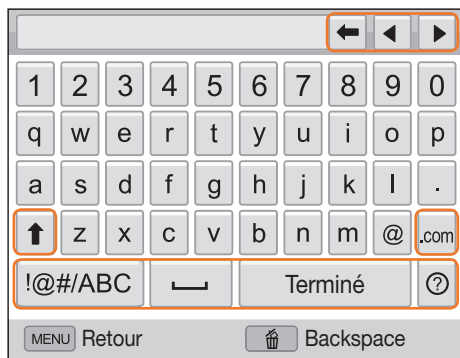 1 2 3 4 5 6 7 8 9 0
q w e r t y u i o p
a s d f g h j k l .
z x c v b n m @ .com
!@#/ABC Terminé ?
MENU Retour Backspace